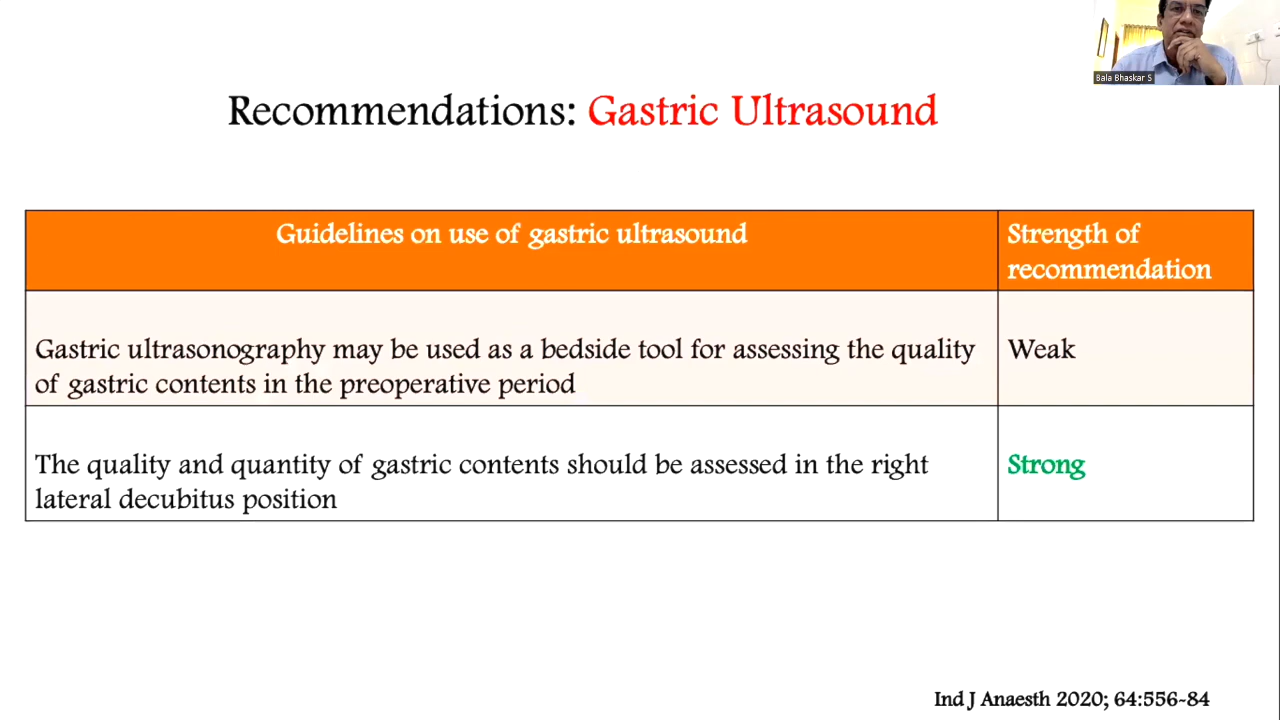 Bala Bhaskar S
Recommendations: Gastric Ultrasound
Guidelines on use of gastric ultrasound
Strength of
recommendation
Gastric ultrasonography may be used as a bedside tool for assessing the quality
of gastric contents in the preoperative period
Weak
The quality and quantity of gastric contents should be assessed in the right
lateral decubitus position
Strong
Ind J Anaesth 2020; 64:556-84